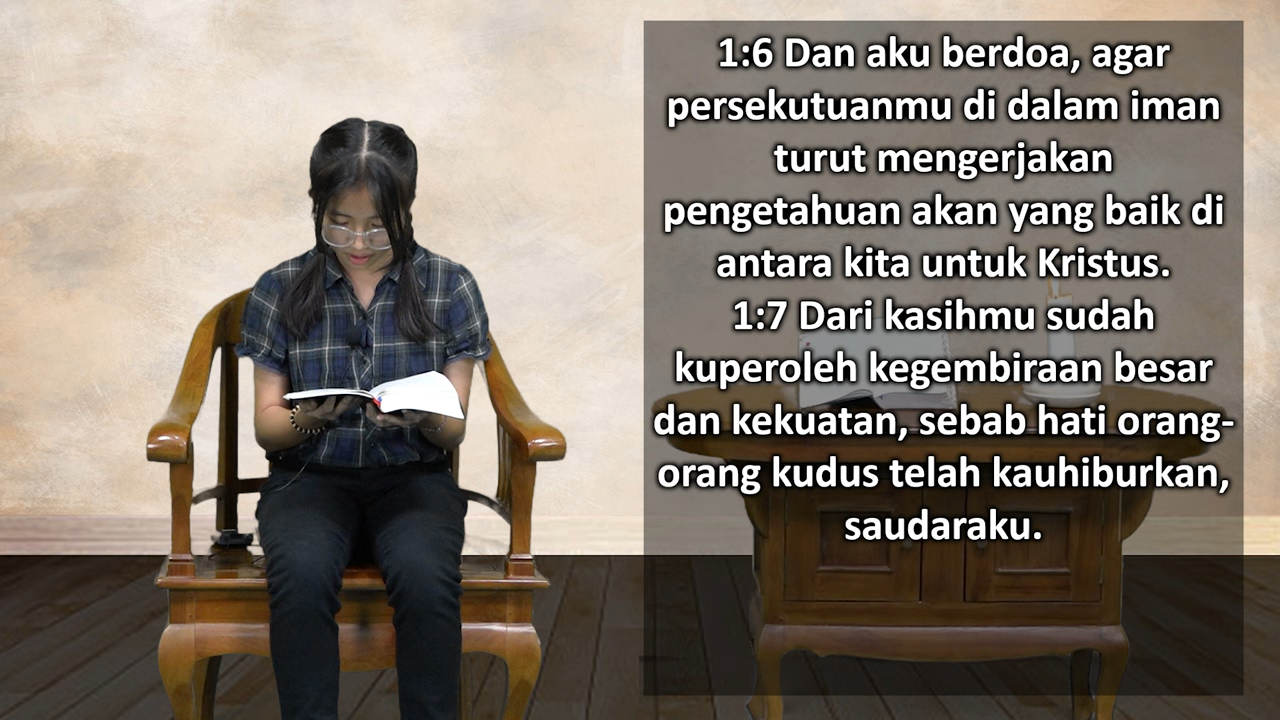 1:6 Dan aku berdoa, agar
persekutuanmu di dalam iman
turut mengerjakan
pengetahuan akan yang baik di
antara kita untuk Kristus.
1:7 Dari kasihmu sudah
kuperoleh kegembiraan besar
dan kekuatan, sebab hati orang-
orang kudus telah kauhiburkan,
saudaraku.